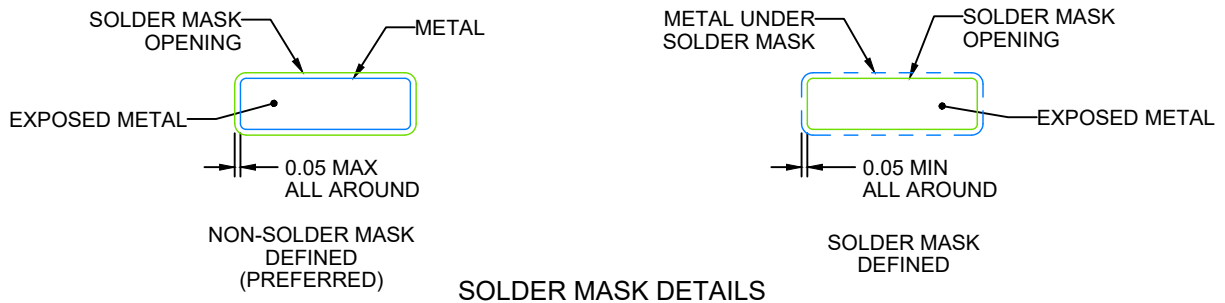 SOLDER MASK
OPENING
METAL
EXPOSED METAL
0.05 MAX
ALL AROUND
NON-SOLDER MASK
DEFINED
(PREFERRED)
METAL UNDER
SOLDER MASK
SOLDER MASK
OPENING
EXPOSED METAL
0.05 MIN
ALL AROUND
SOLDER MASK
DEFINED
SOLDER MASK DETAILS